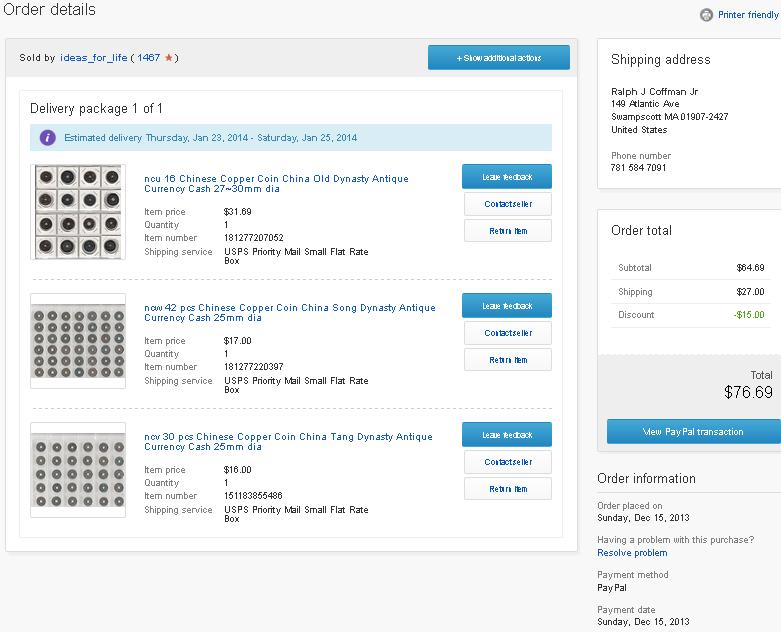 Order details
Printer friendly
Sold by ideas_for_life ( 1467 ★ )
+ Show additional actions
Delivery package 1 of 1
Estimated delivery Thursday, Jan 23, 2014 - Saturday, Jan 25, 2014
ncu 16 Chinese Copper Coin China Old Dynasty Antique
Currency Cash 27~30mm dia
Item price $31.69
Quantity 1
Item number 181277207052
Shipping service USPS Priority Mail Small Flat Rate
Box
Leave feedback
Contact seller
Return item
ncw 42 pcs Chinese Copper Coin China Song Dynasty Antique
Currency Cash 25mm dia
Item price $17.00
Quantity 1
Item number 181277220397
Shipping service USPS Priority Mail Small Flat Rate
Box
Leave feedback
Contact seller
Return item
ncv 30 pcs Chinese Copper Coin China Tang Dynasty Antique
Currency Cash 25mm dia
Item price $16.00
Quantity 1
Item number 151183855486
Shipping service USPS Priority Mail Small Flat Rate
Box
Leave feedback
Contact seller
Return item
Shipping address
Ralph J Coffman Jr
149 Atlantic Ave
Swampscott MA 01907-2427
United States
Phone number
781 584 7091
Order total
Subtotal $64.69
Shipping $27.00
Discount -$15.00
Total
$76.69
View PayPal transaction
Order information
Order placed on
Sunday, Dec 15, 2013
Having a problem with this purchase?
Resolve problem
Payment method
PayPal
Payment date
Sunday, Dec 15, 2013